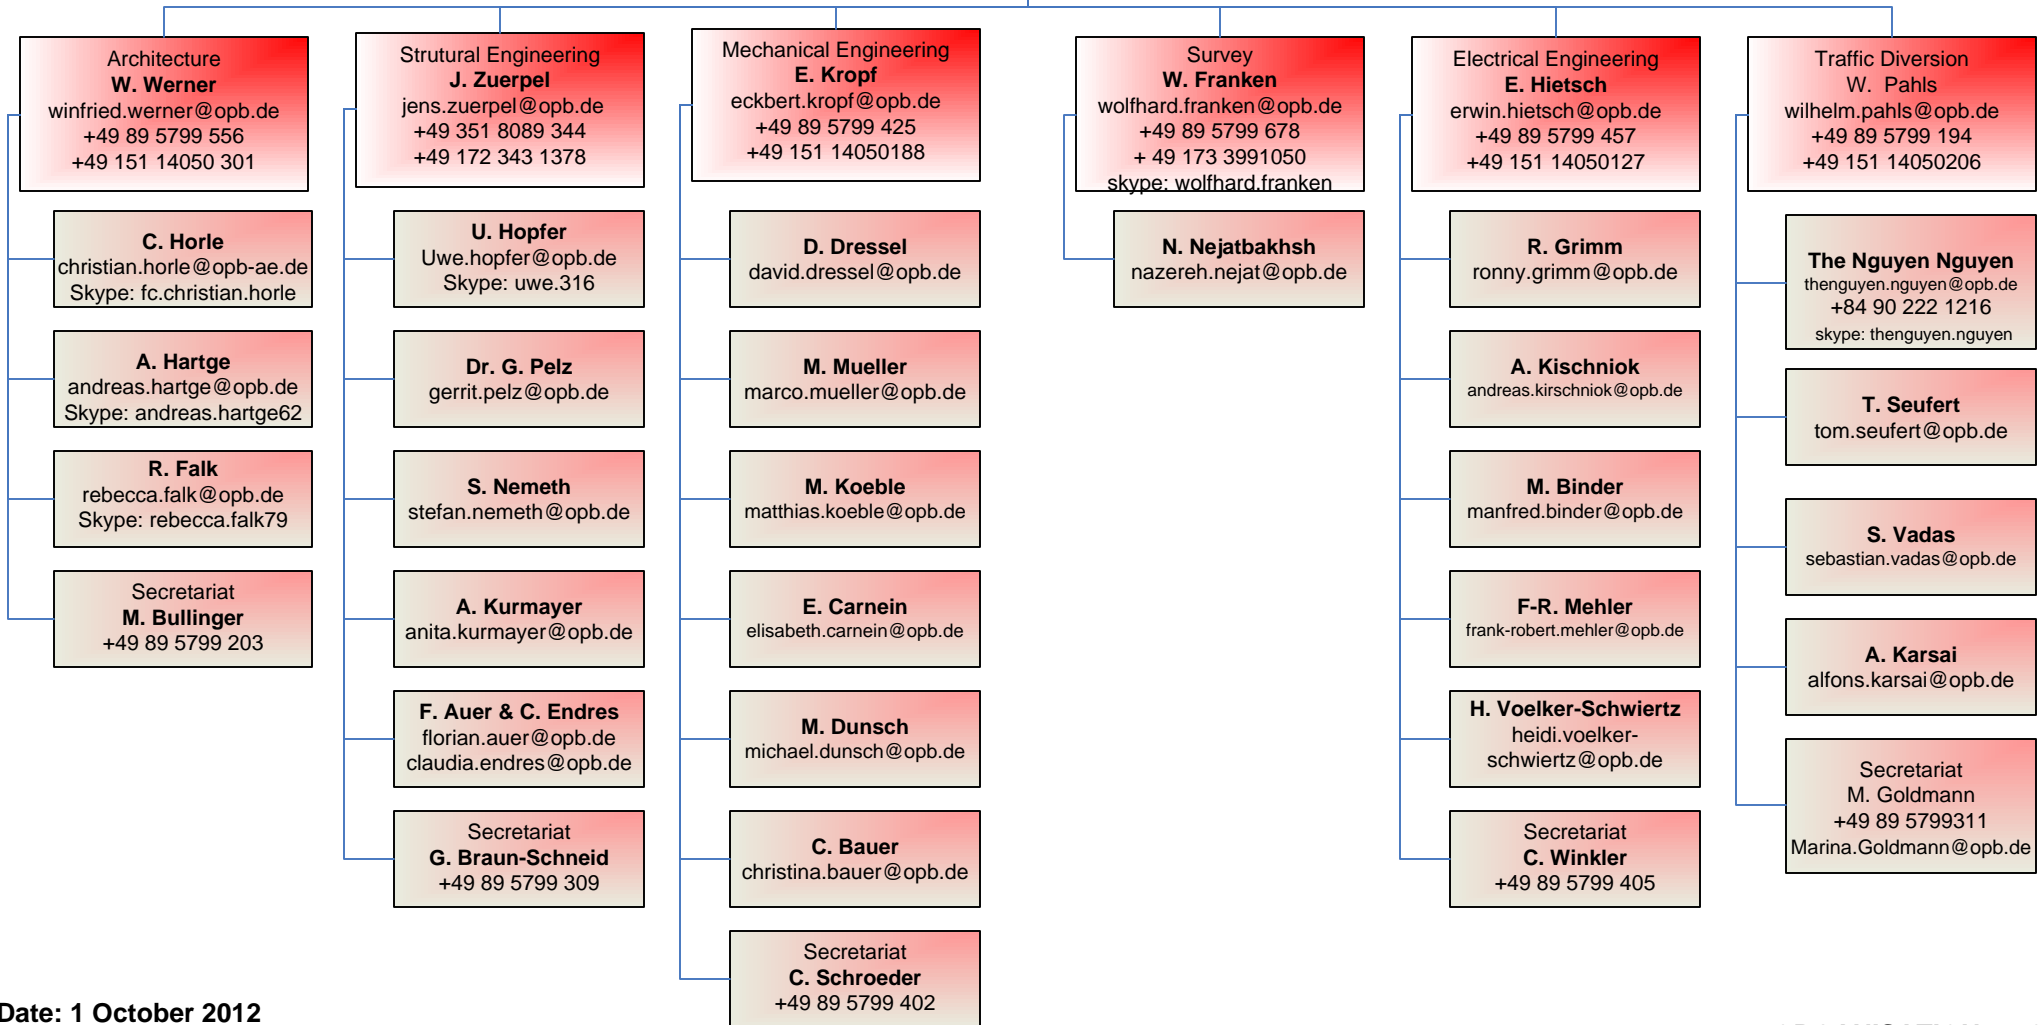 Architecture
W. Werner
winfried.werner@opb.de
+49 89 5799 556
+49 151 14050 301
C. Horle
christian.horle@opb-ae.de
Skype: fc.christian.horle
A. Hartge
andreas.hartge@opb.de
Skype: andreas.hartge62
R. Falk
rebecca.falk@opb.de
Skype: rebecca.falk79
Secretariat
M. Bullinger
+49 89 5799 203
Strutural Engineering
J. Zuerpel
jens.zuerpel@opb.de
+49 351 8089 344
+49 172 343 1378
U. Hopfer
Uwe.hopfer@opb.de
Skype: uwe.316
Dr. G. Pelz
gerrit.pelz@opb.de
S. Nemeth
stefan.nemeth@opb.de
A. Kurmayer
anita.kurmayer@opb.de
F. Auer & C. Endres
florian.auer@opb.de
claudia.endres@opb.de
Secretariat
G. Braun-Schneid
+49 89 5799 309
Mechanical Engineering
E. Kropf
eckbert.kropf@opb.de
+49 89 5799 425
+49 151 14050188
D. Dressel
david.dressel@opb.de
M. Mueller
marco.mueller@opb.de
M. Koeble
matthias.koeble@opb.de
E. Carnein
elisabeth.carnein@opb.de
M. Dunsch
michael.dunsch@opb.de
C. Bauer
christina.bauer@opb.de
Secretariat
C. Schroeder
+49 89 5799 402
Survey
W. Franken
wolfhard.franken@opb.de
+49 89 5799 678
+ 49 173 3991050
skype: wolfhard.franken
N. Nejatbakhsh
nazereh.nejat@opb.de
Electrical Engineering
E. Hietsch
erwin.hietsch@opb.de
+49 89 5799 457
+49 151 14050127
R. Grimm
ronny.grimm@opb.de
A. Kischniok
andreas.kirschniok@opb.de
M. Binder
manfred.binder@opb.de
F-R. Mehler
frank-robert.mehler@opb.de
H. Voelker-Schwiertz
heidi.voelker-
schwiertz@opb.de
Secretariat
C. Winkler
+49 89 5799 405
Traffic Diversion
W. Pahls
wilhelm.pahls@opb.de
+49 89 5799 194
+49 151 14050206
The Nguyen Nguyen
thenguyen.nguyen@opb.de
+84 90 222 1216
skype: thenguyen.nguyen
T. Seufert
tom.seufert@opb.de
S. Vadas
sebastian.vadas@opb.de
A. Karsai
alfons.karsai@opb.de
Secretariat
M. Goldmann
+49 89 5799311
Marina.Goldmann@opb.de
Date: 1 October 2012